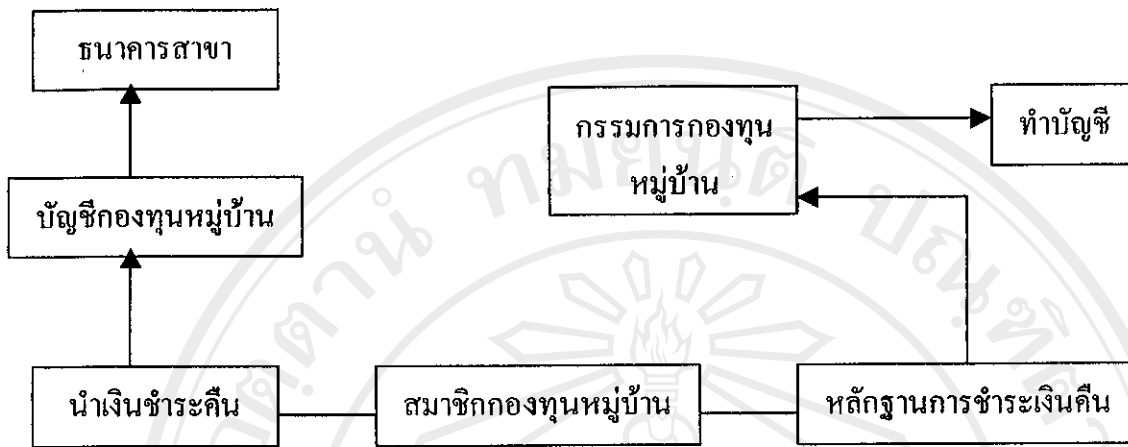 ธนาคารสาขา
กรรมการกองทุน
หมู่บ้าน
ทำบัญชี
บัญชีกองทุนหมู่บ้าน
นำเงินชำระคืน
สมาชิกกองทุนหมู่บ้าน
หลักฐานการชำระเงินคืน